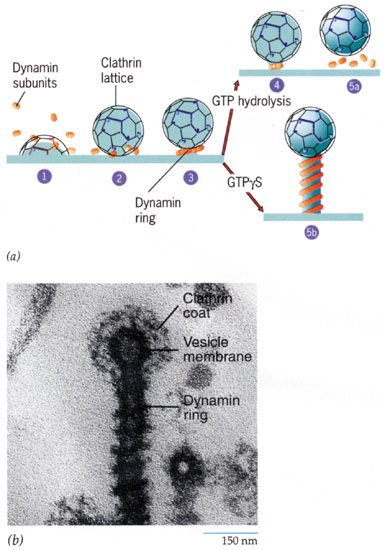 Dynamin
subunits
Clathrin
lattice
1
2
3
Dynamin
ring
GTP hydrolysis
4
5a
GTPγS
5b
(a)
Clathrin
coat
Vesicle
membrane
Dynamin
ring
(b)
150 nm